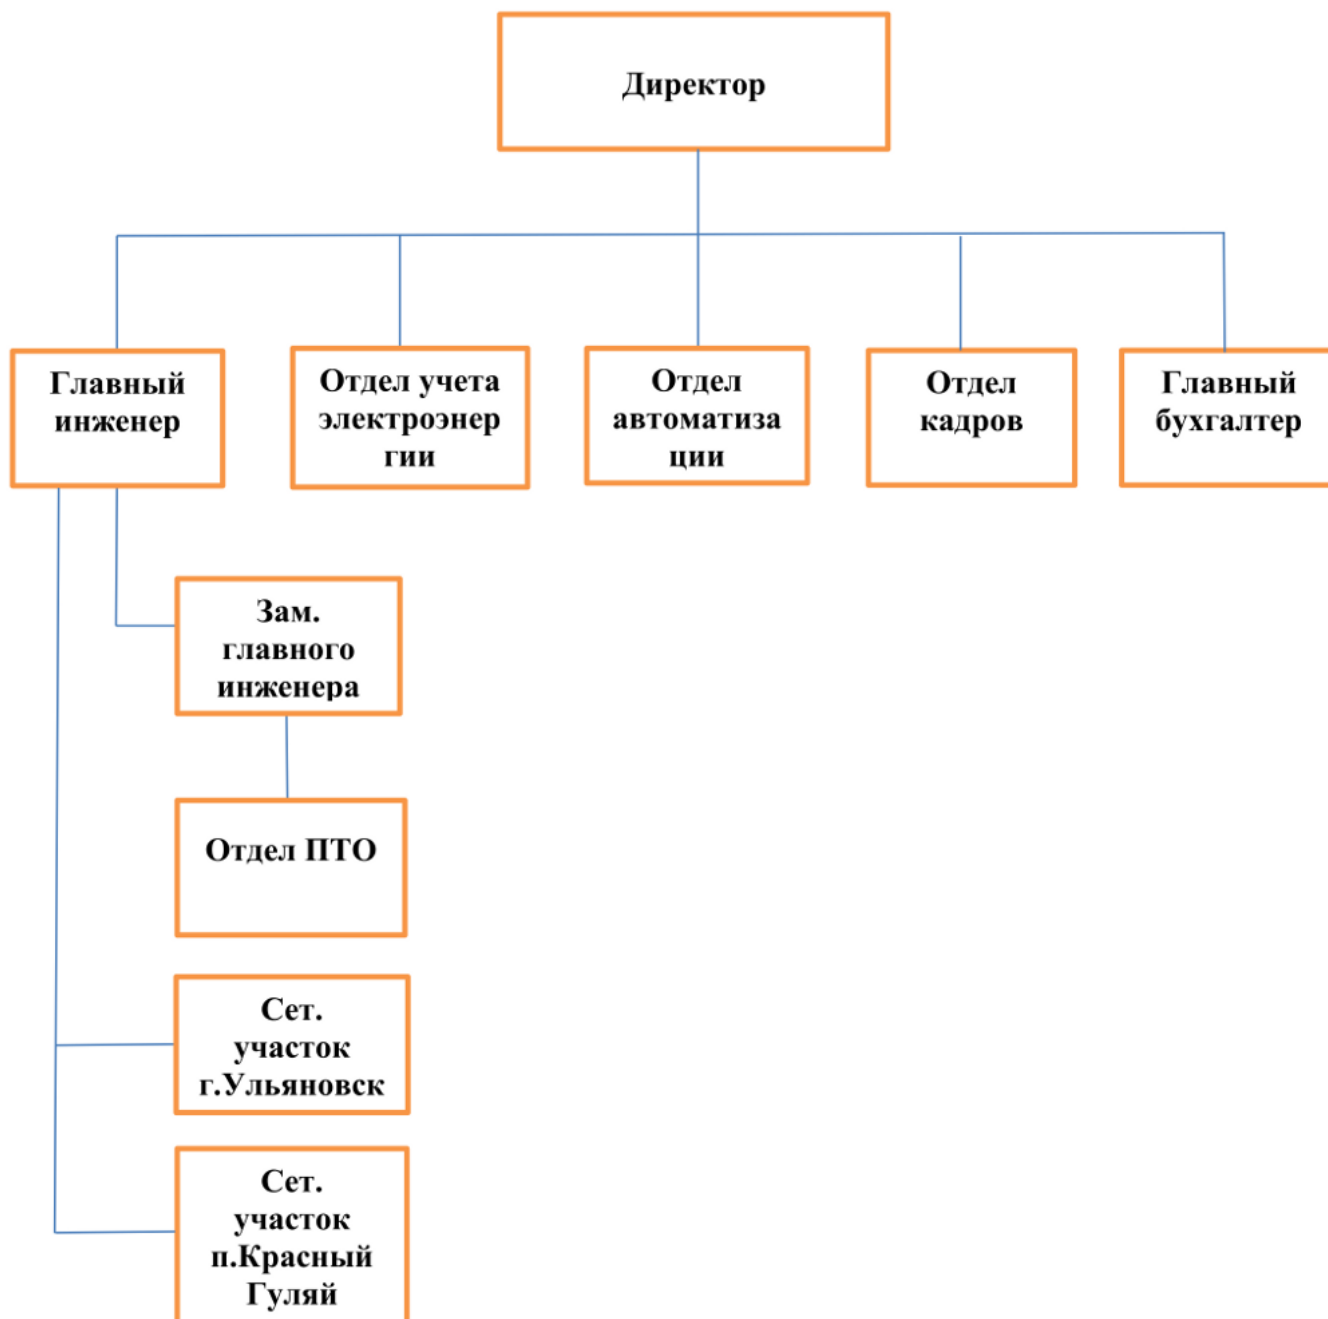 Директор
Главный
инженер
Отдел учета
электроэнер
гии
Отдел
автоматиза
ции
Отдел
кадров
Главный
бухгалтер
Зам.
главного
инженера
Отдел ПТО
Сет.
участок
г.Ульяновск
Сет.
участок
п.Красный
Гуляй